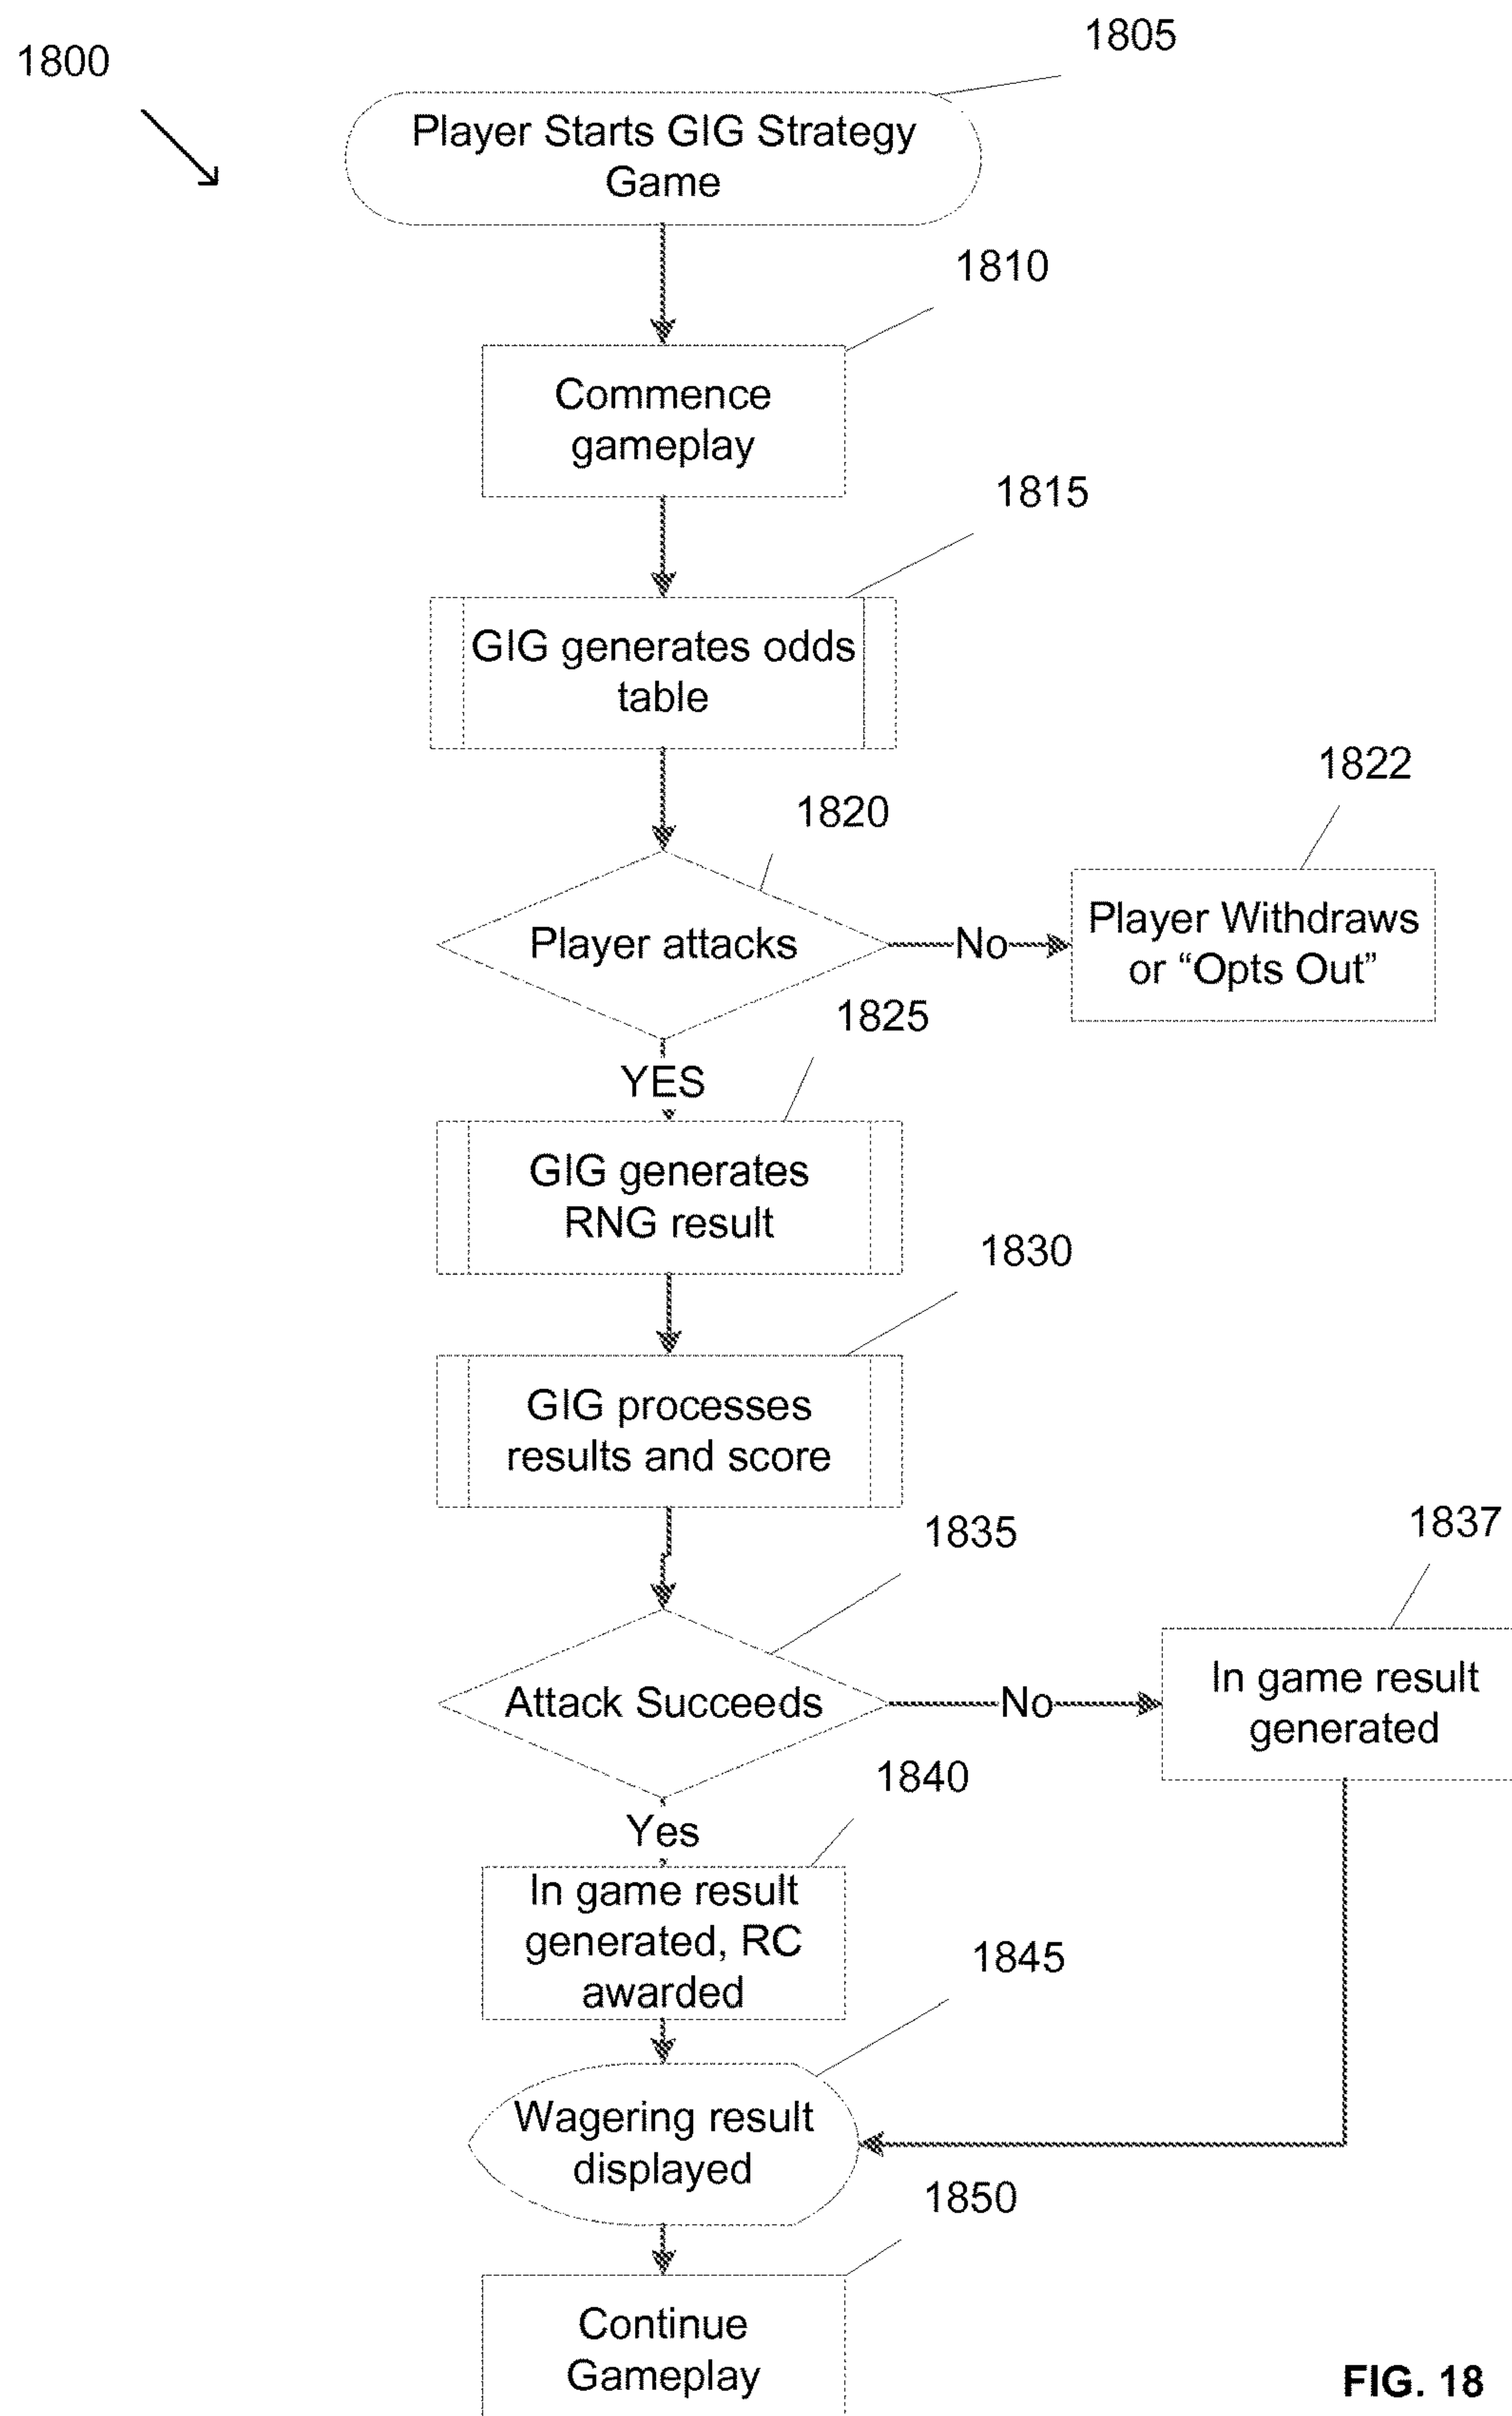 1800
1805
Player Starts GIG Strategy
Game
1810
Commence
gameplay
1815
GIG generates odds
table
1820
1822
Player attacks
No
Player Withdraws
or “Opts Out”
YES
1825
GIG generates
RNG result
1830
GIG processes
results and score
1835
1837
Attack Succeeds
No
In game result
generated
Yes
1840
In game result
generated, RC
awarded
1845
Wagering result
displayed
1850
Continue
Gameplay
FIG. 18